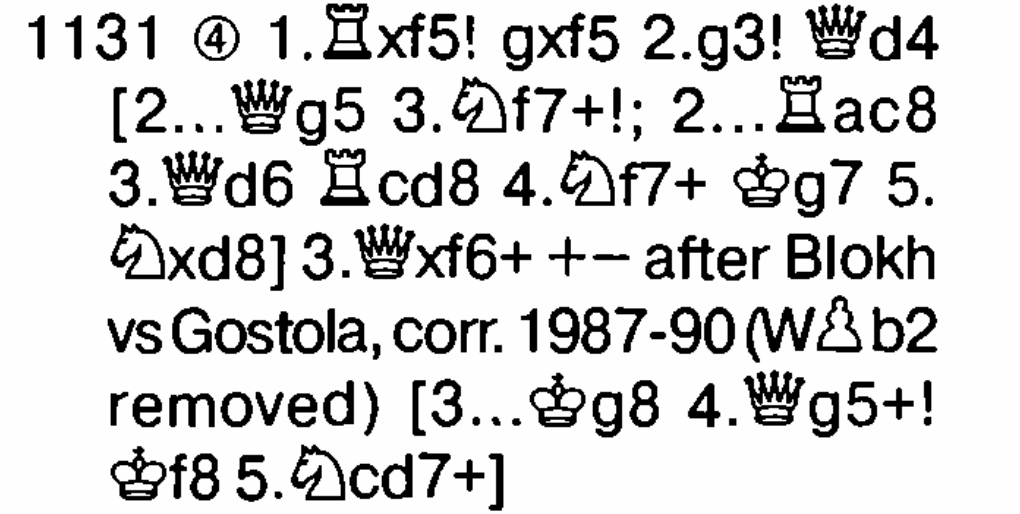 1131 ④ 1.♖xf5! gxf5 2.g3! ♕d4
[2...♕g5 3.♘f7+!; 2...♖ac8
3.♕d6 ♖cd8 4.♘f7+ ♔g7 5.
♘xd8] 3.♕xf6+ +− after Blokh
vs Gostola, corr. 1987-90 (W♙b2
removed) [3...♔g8 4.♕g5+!
♔f8 5.♘cd7+]